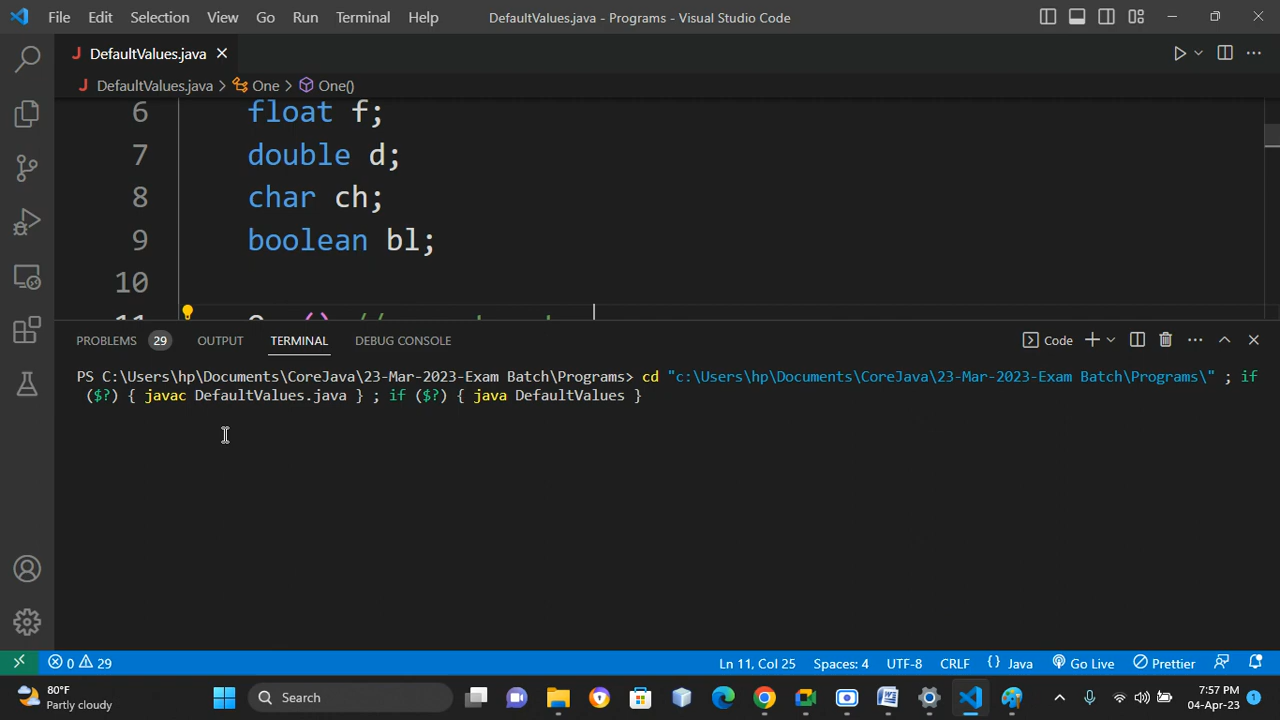 File Edit Selection View Go Run Terminal Help DefaultValues.java - Programs - Visual Studio Code
J DefaultValues.java
J DefaultValues.java > One > One()
6 float f;
7 double d;
8 char ch;
9 boolean bl;
10
PROBLEMS 29 OUTPUT TERMINAL DEBUG CONSOLE Code
PS C:\Users\hp\Documents\CoreJava\23-Mar-2023-Exam Batch\Programs> cd "c:\Users\hp\Documents\CoreJava\23-Mar-2023-Exam Batch\Programs\" ; if
($?) { javac DefaultValues.java } ; if ($?) { java DefaultValues }
0 29 Ln 11, Col 25 Spaces: 4 UTF-8 CRLF {} Java Go Live Prettier
80°F
Partly cloudy
Search
7:57 PM
04-Apr-23
1